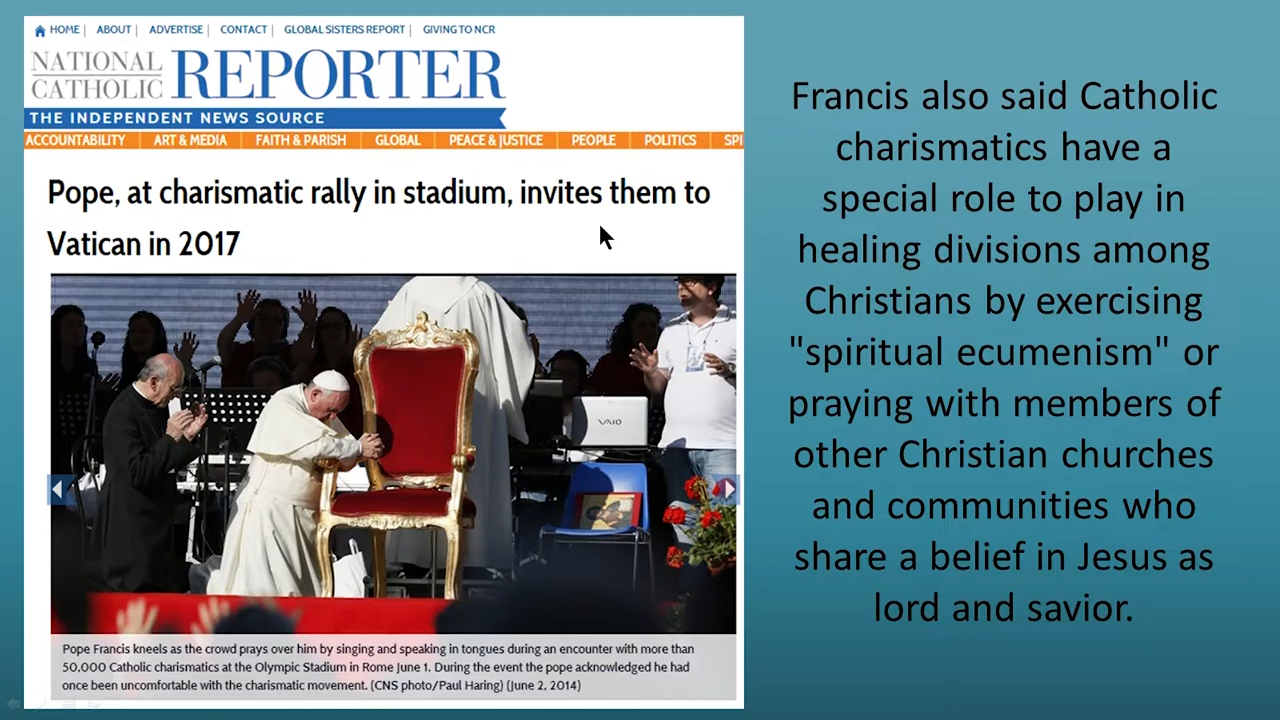 HOME | ABOUT | ADVERTISE | CONTACT | GLOBAL SISTERS REPORT | GIVING TO NCR
NATIONAL
CATHOLIC
REPORTER
THE INDEPENDENT NEWS SOURCE
ACCOUNTABILITY ART & MEDIA FAITH & PARISH GLOBAL PEACE & JUSTICE PEOPLE POLITICS SPI
Pope, at charismatic rally in stadium, invites them to
Vatican in 2017
VAIO
Pope Francis kneels as the crowd prays over him by singing and speaking in tongues during an encounter with more than
50,000 Catholic charismatics at the Olympic Stadium in Rome June 1. During the event the pope acknowledged he had
once been uncomfortable with the charismatic movement. (CNS photo/Paul Haring) (June 2, 2014)
Francis also said Catholic
charismatics have a
special role to play in
healing divisions among
Christians by exercising
"spiritual ecumenism" or
praying with members of
other Christian churches
and communities who
share a belief in Jesus as
lord and savior.